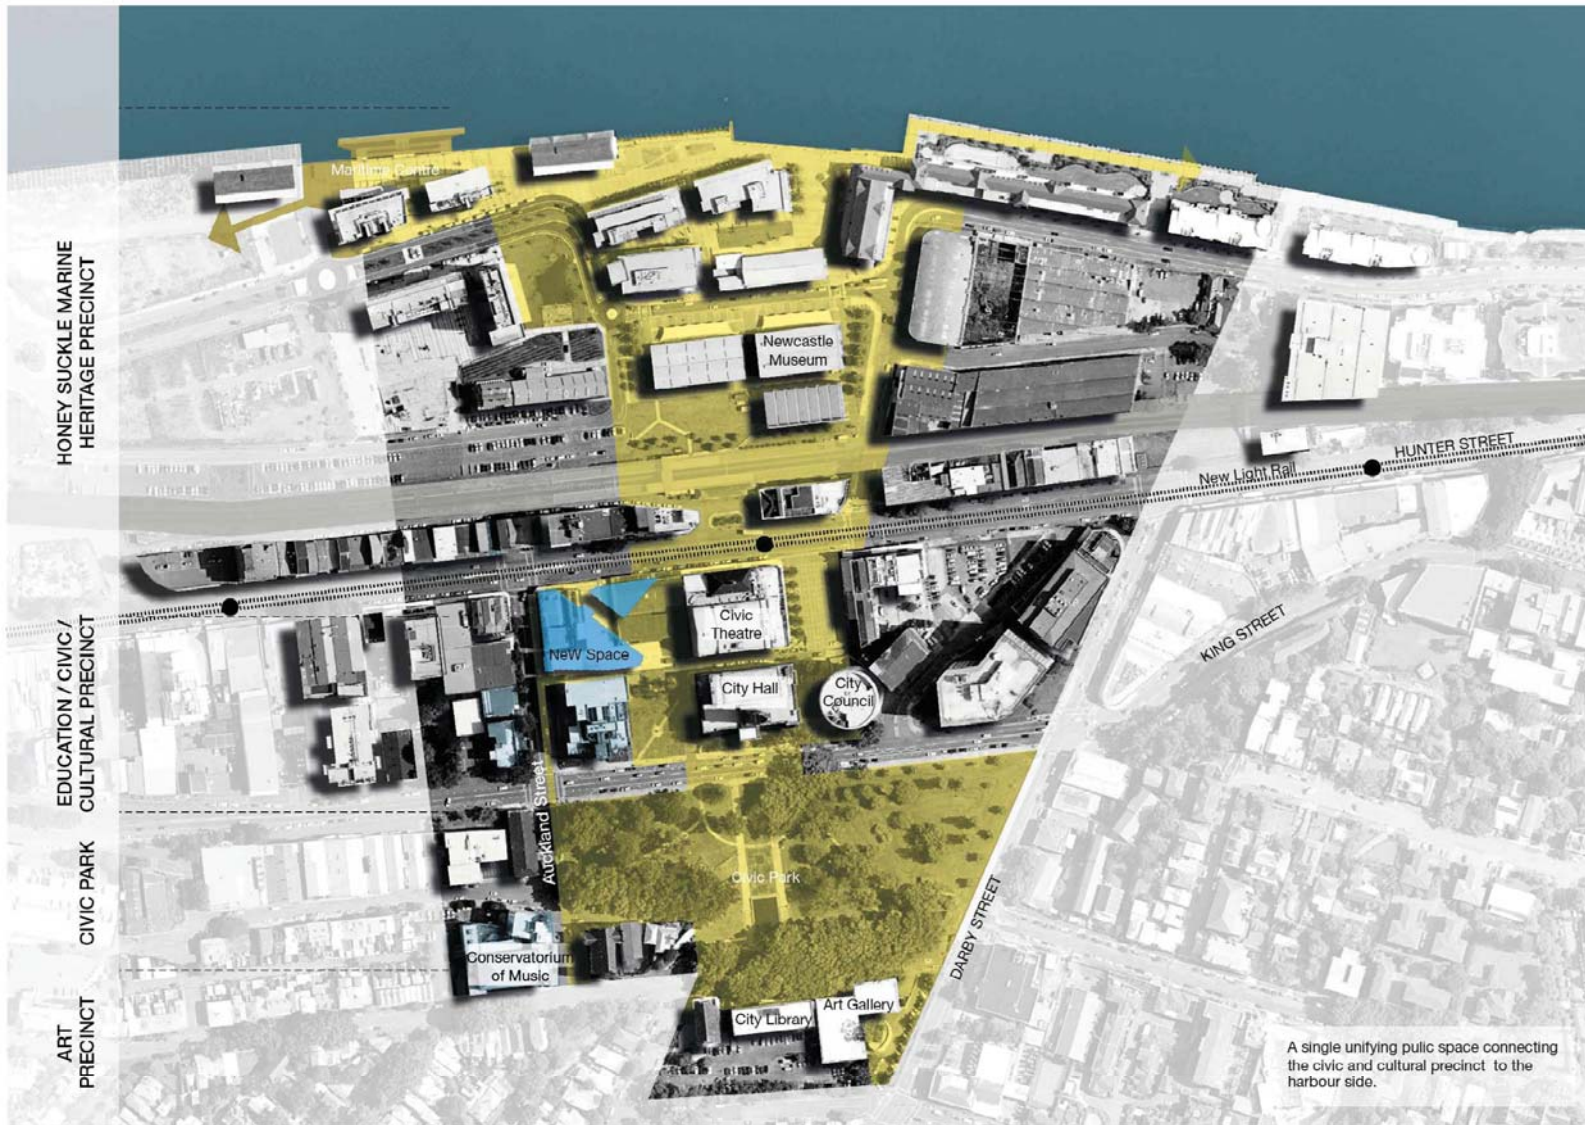 HONEY SUCKLE MARINE
HERITAGE PRECINCT
EDUCATION / CIVIC /
CULTURAL PRECINCT
CIVIC PARK
ART
PRECINCT
Maritime Centre
Newcastle
Museum
HUNTER STREET
New Light Rail
Civic
Theatre
NeW Space
City Hall
City
Council
KING STREET
Auckland Street
Civic Park
DARBY STREET
Conservatorium
of Music
City Library
Art Gallery
A single unifying pulic space connecting
the civic and cultural precinct to the
harbour side.